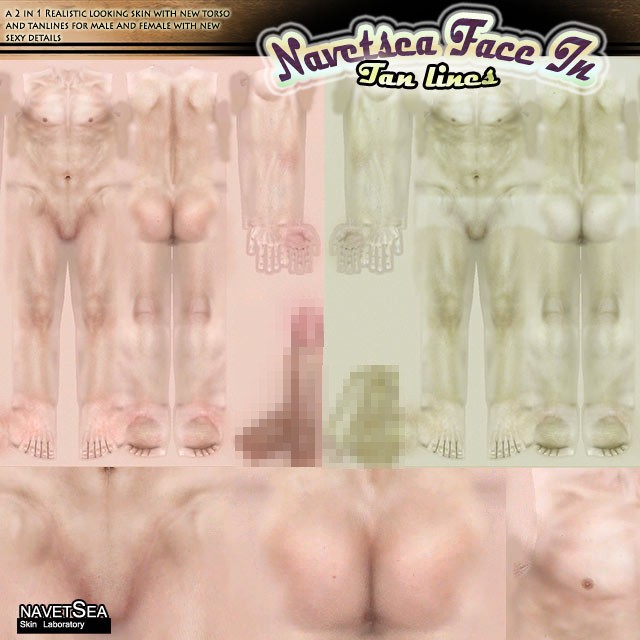 A 2 IN 1 REALISTIC LOOKING SKIN WITH NEW TORSO
AND TANLINES FOR MALE AND FEMALE WITH NEW
SEXY DETAILS
Navetsea Face In
Tan lines
NAVETSEA
Skin Laboratory